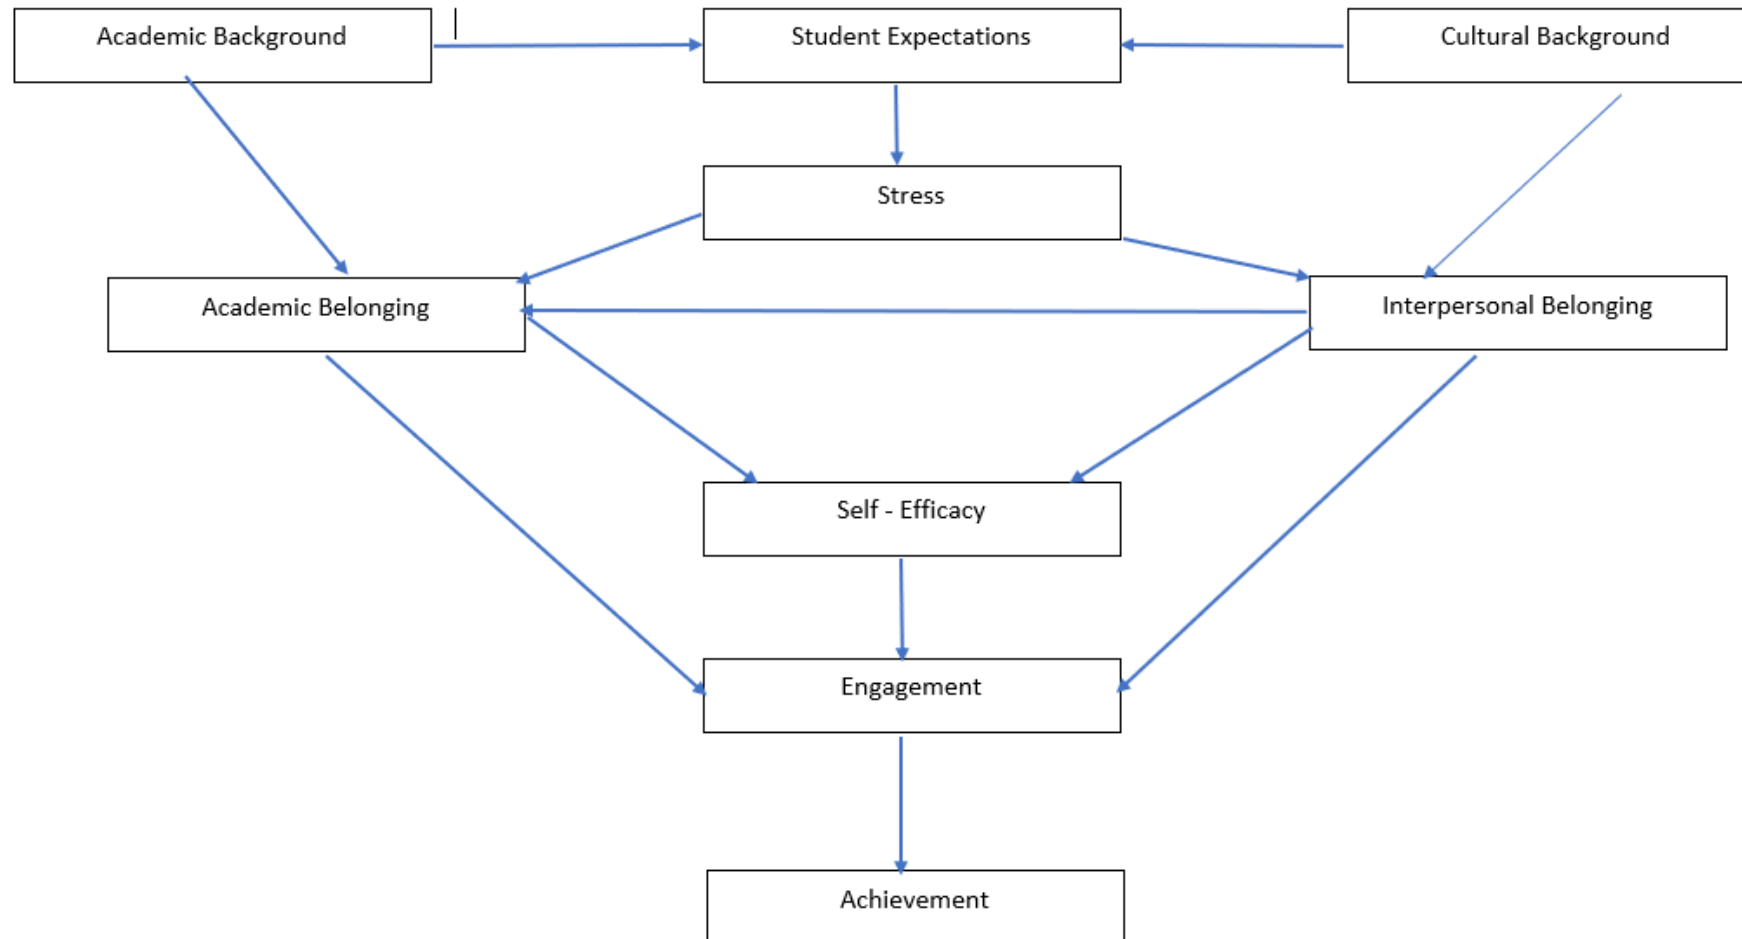 Academic Background
Student Expectations
Cultural Background
Stress
Academic Belonging
Interpersonal Belonging
Self - Efficacy
Engagement
Achievement